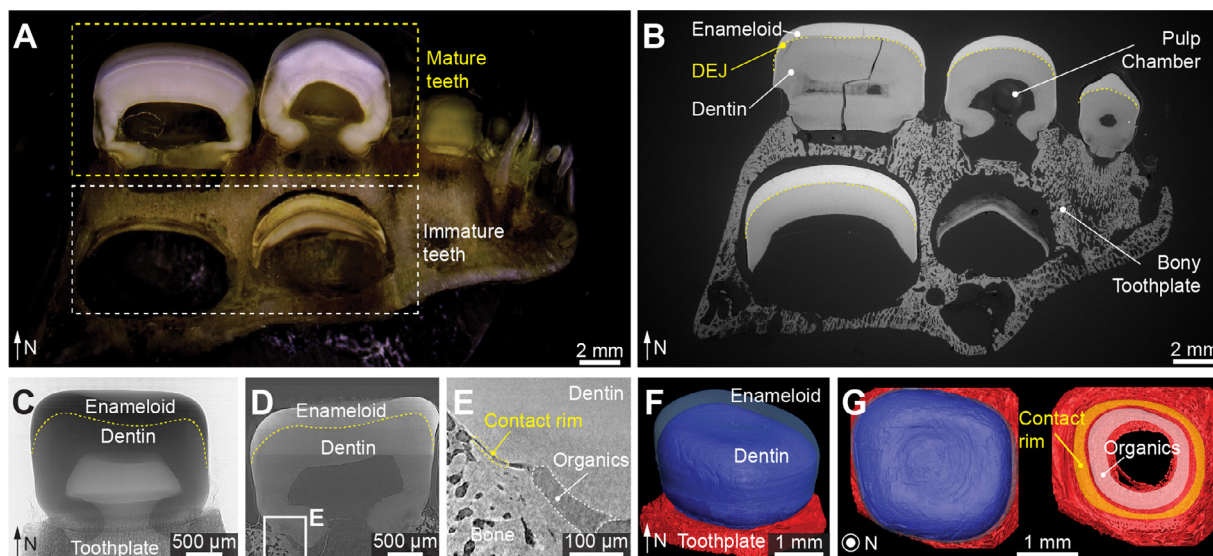 A
Mature
teeth
Immature
teeth
N
2 mm
B
Enameloid
DEJ
Dentin
Pulp
Chamber
Bony
Toothplate
N
2 mm
C
Enameloid
Dentin
Toothplate
N
500 µm
D
Enameloid
Dentin
E
500 µm
E
Dentin
Contact rim
Organics
Bone
100 µm
F
Enameloid
Dentin
Toothplate
N
1 mm
G
Contact
rim
Organics
N
1 mm